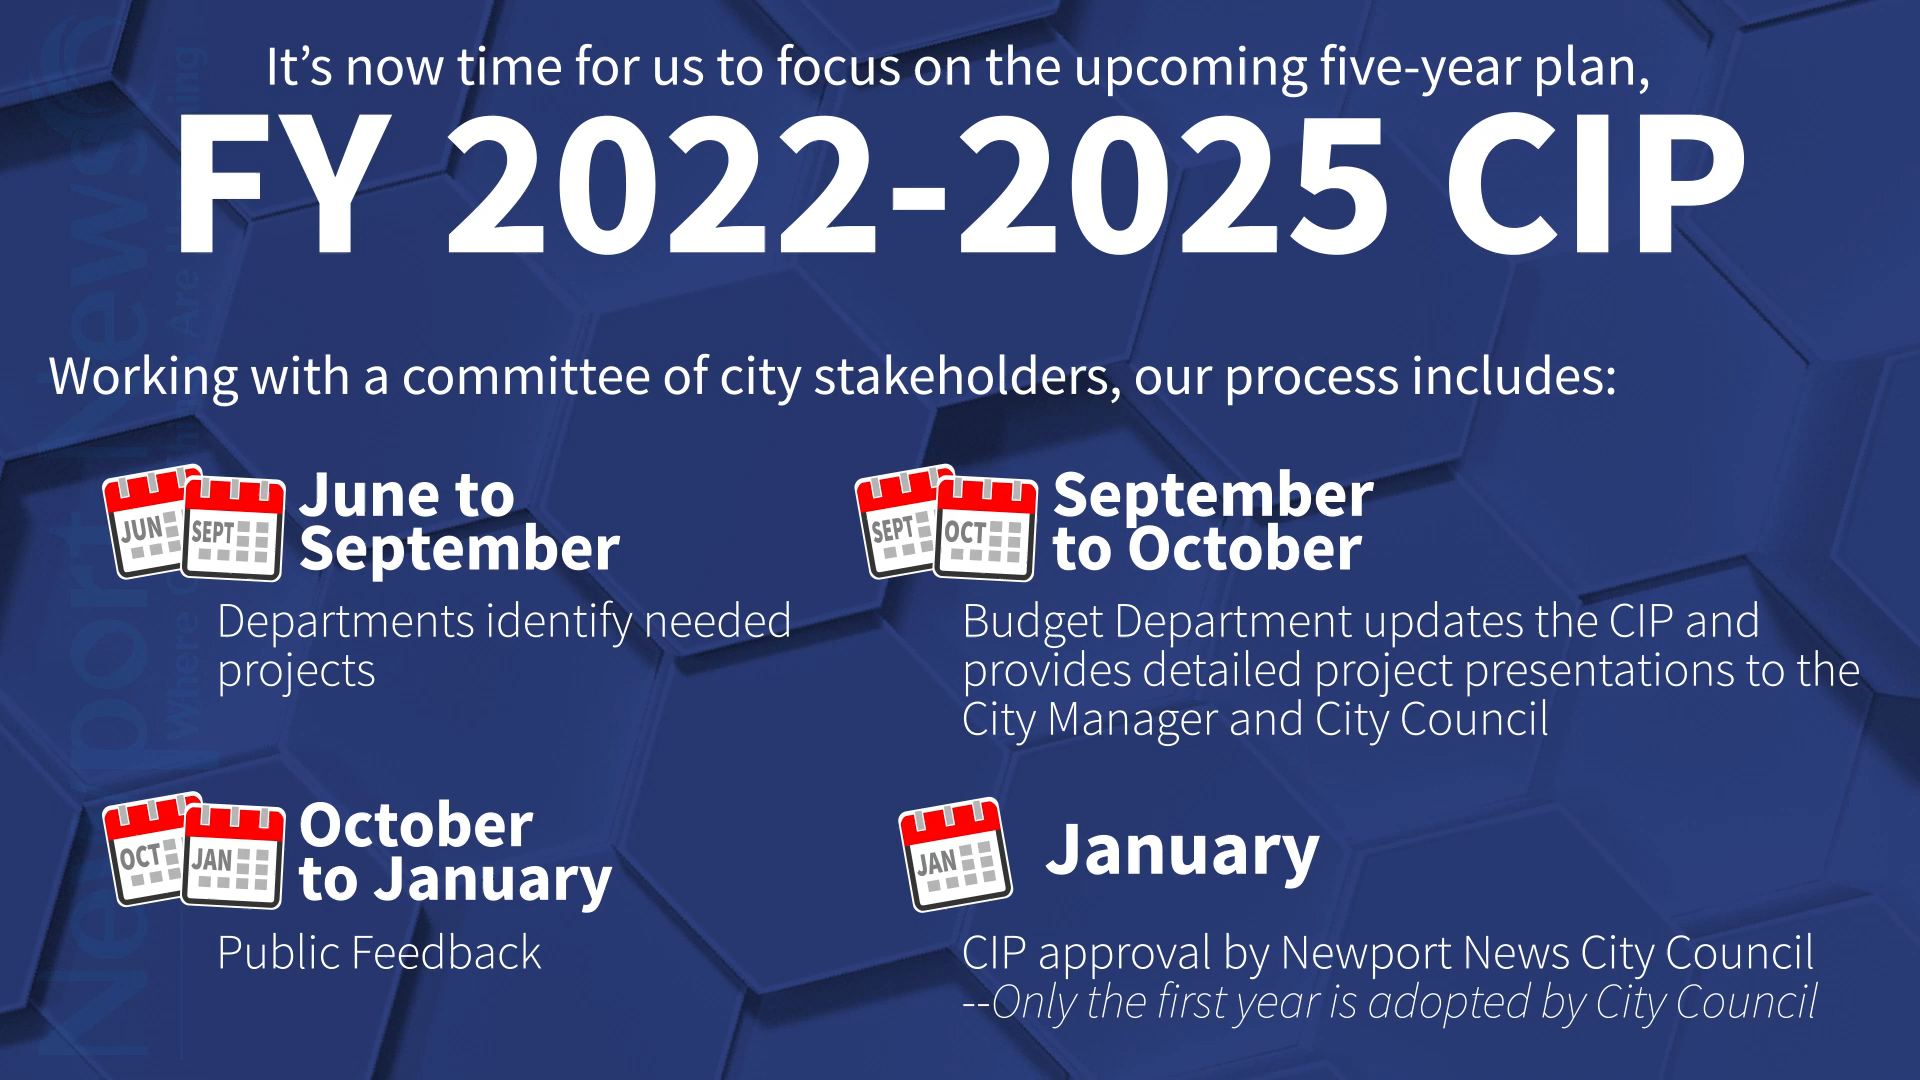 It’s now time for us to focus on the upcoming five-year plan,
FY 2022-2025 CIP
Working with a committee of city stakeholders, our process includes:
JUN
SEPT
June to
September
Departments identify needed
projects
SEPT
OCT
September
to October
Budget Department updates the CIP and
provides detailed project presentations to the
City Manager and City Council
OCT
JAN
October
to January
Public Feedback
JAN
January
CIP approval by Newport News City Council
--Only the first year is adopted by City Council
Newport News
Where
Are